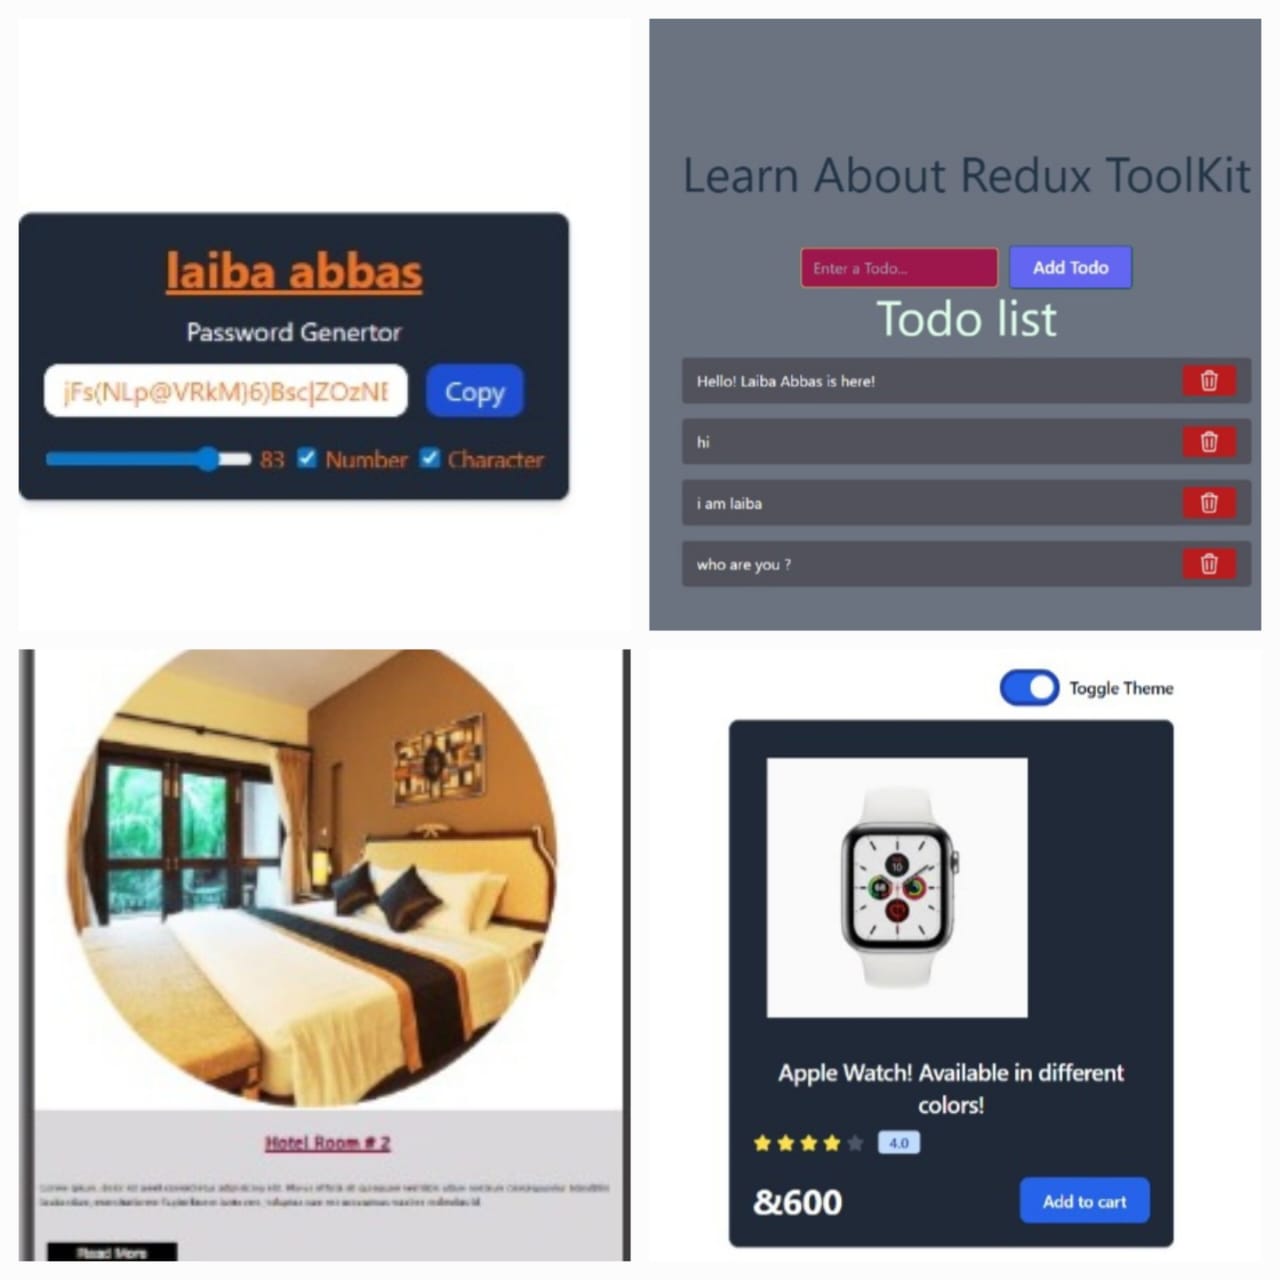 laiba abbas
Password Genertor
jFs(NLp@VRkM)6)Bsc|ZOzNE
Copy
83 Number Character
Learn About Redux ToolKit
Enter a Todo...
Add Todo
Todo list
Hello! Laiba Abbas is here!
hi
i am laiba
who are you ?
Hotel Room # 2
Read More
Toggle Theme
Apple Watch! Available in different
colors!
4.0
&600
Add to cart